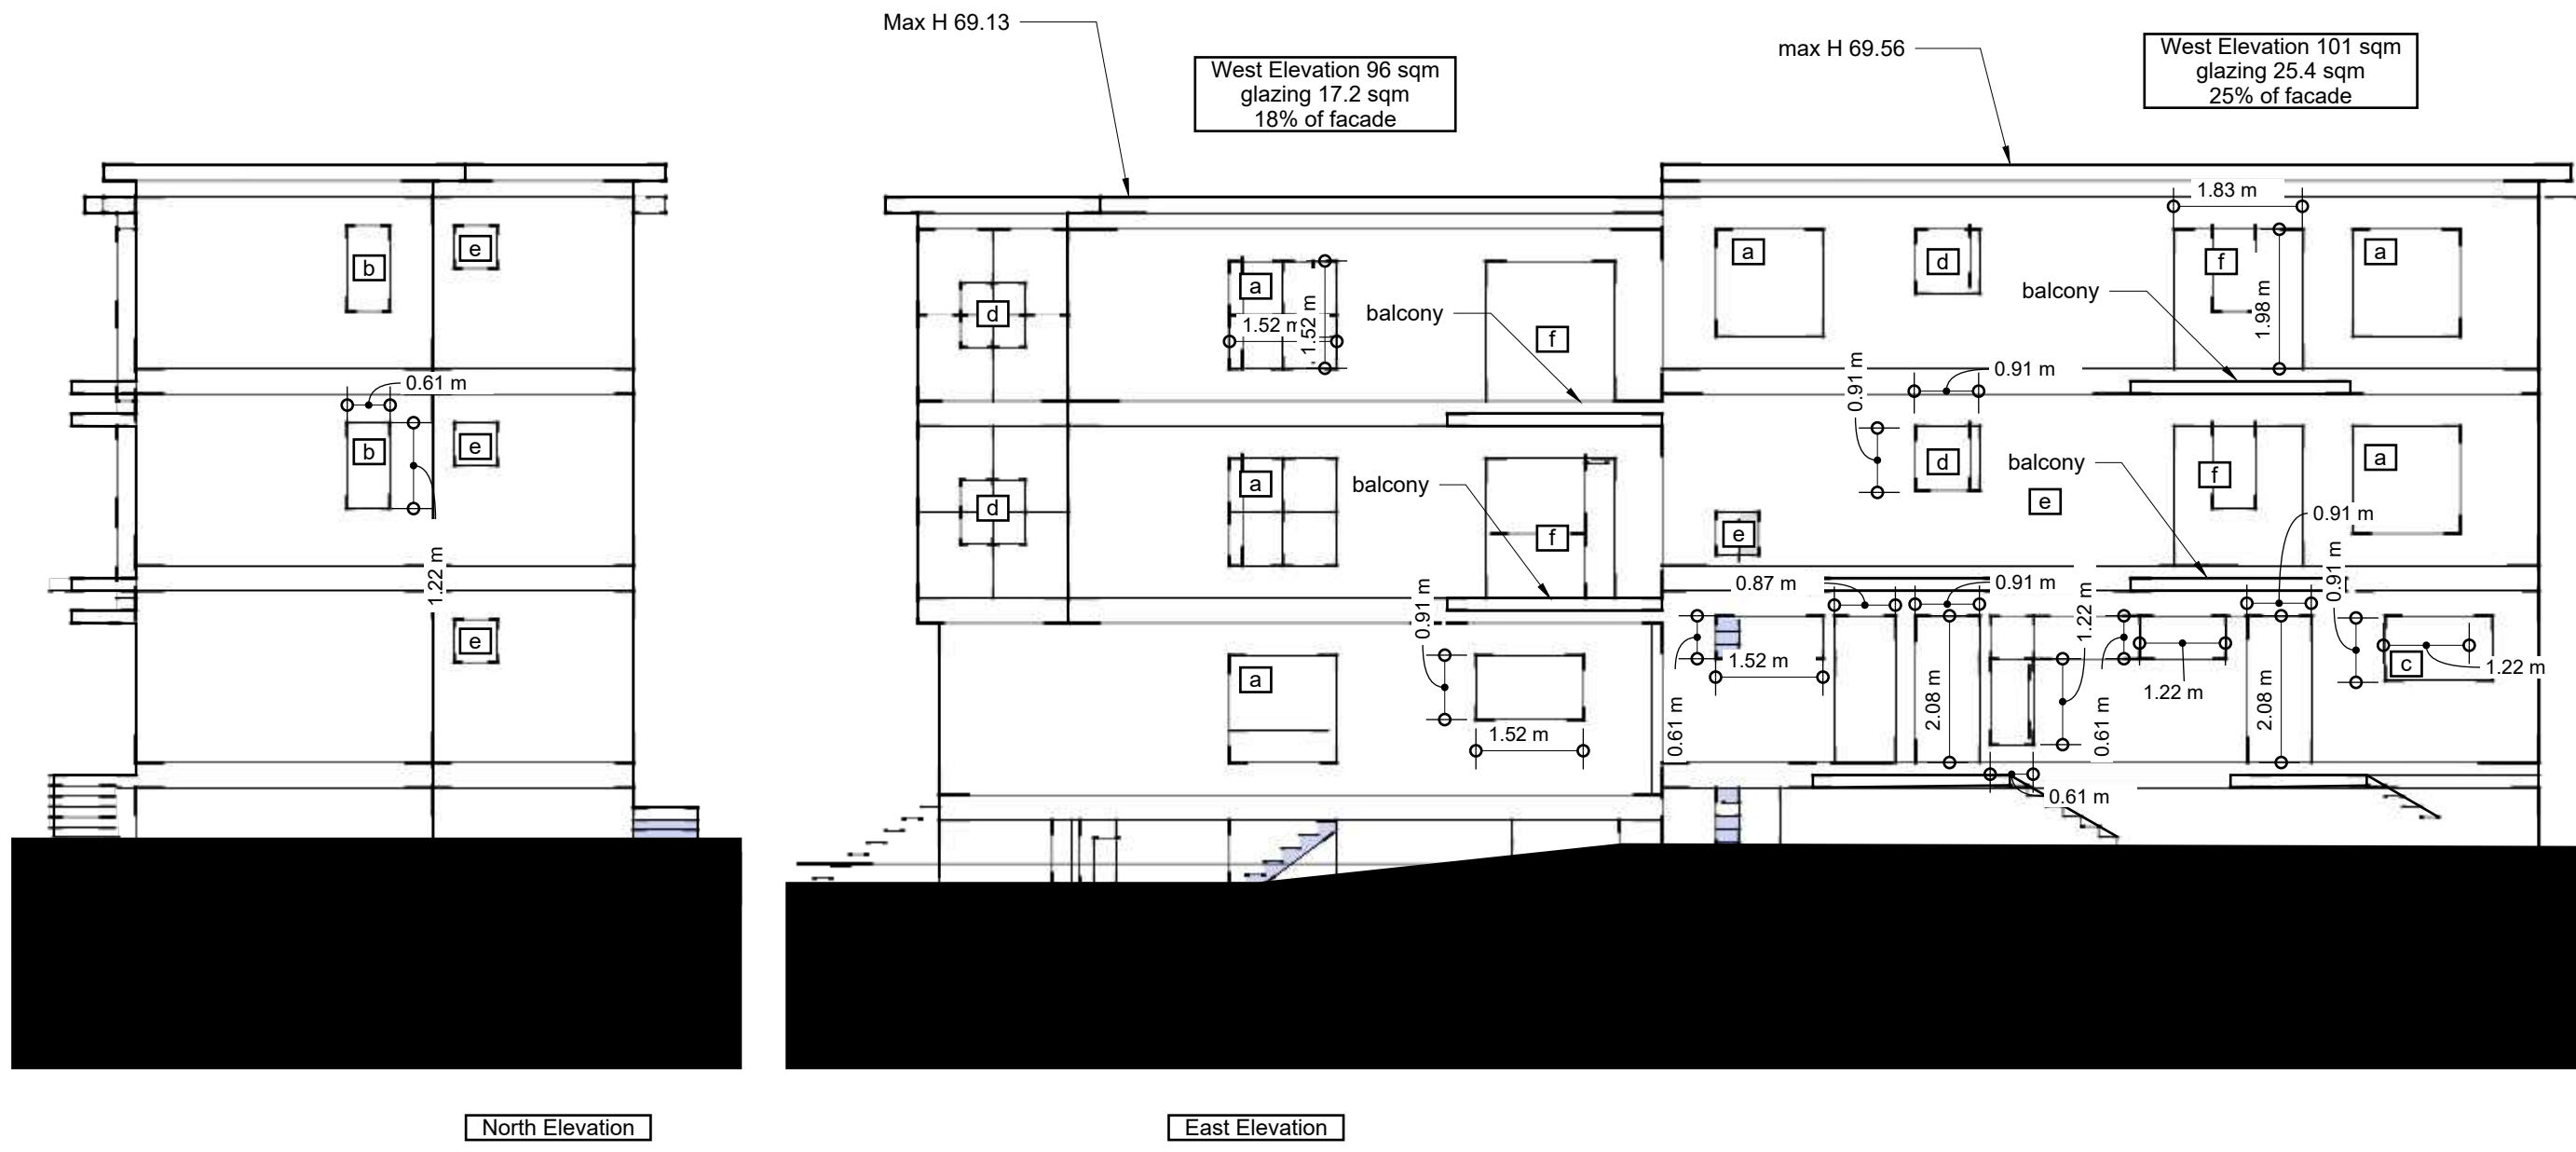 Max H 69.13
max H 69.56
West Elevation 96 sqm
glazing 17.2 sqm
18% of facade
West Elevation 101 sqm
glazing 25.4 sqm
25% of facade
b
e
0.61 m
b
e
1.22 m
e
North Elevation
d
a
1.52 m
1.52 m
balcony
f
d
a
balcony
f
0.91 m
a
1.52 m
a
d
1.83 m
f
1.98 m
a
balcony
0.91 m
0.91 m
d
e
e
balcony
f
a
0.91 m
0.91 m
0.87 m
0.91 m
1.22 m
0.61 m
1.52 m
2.08 m
0.61 m
1.22 m
2.08 m
c
1.22 m
0.61 m
East Elevation